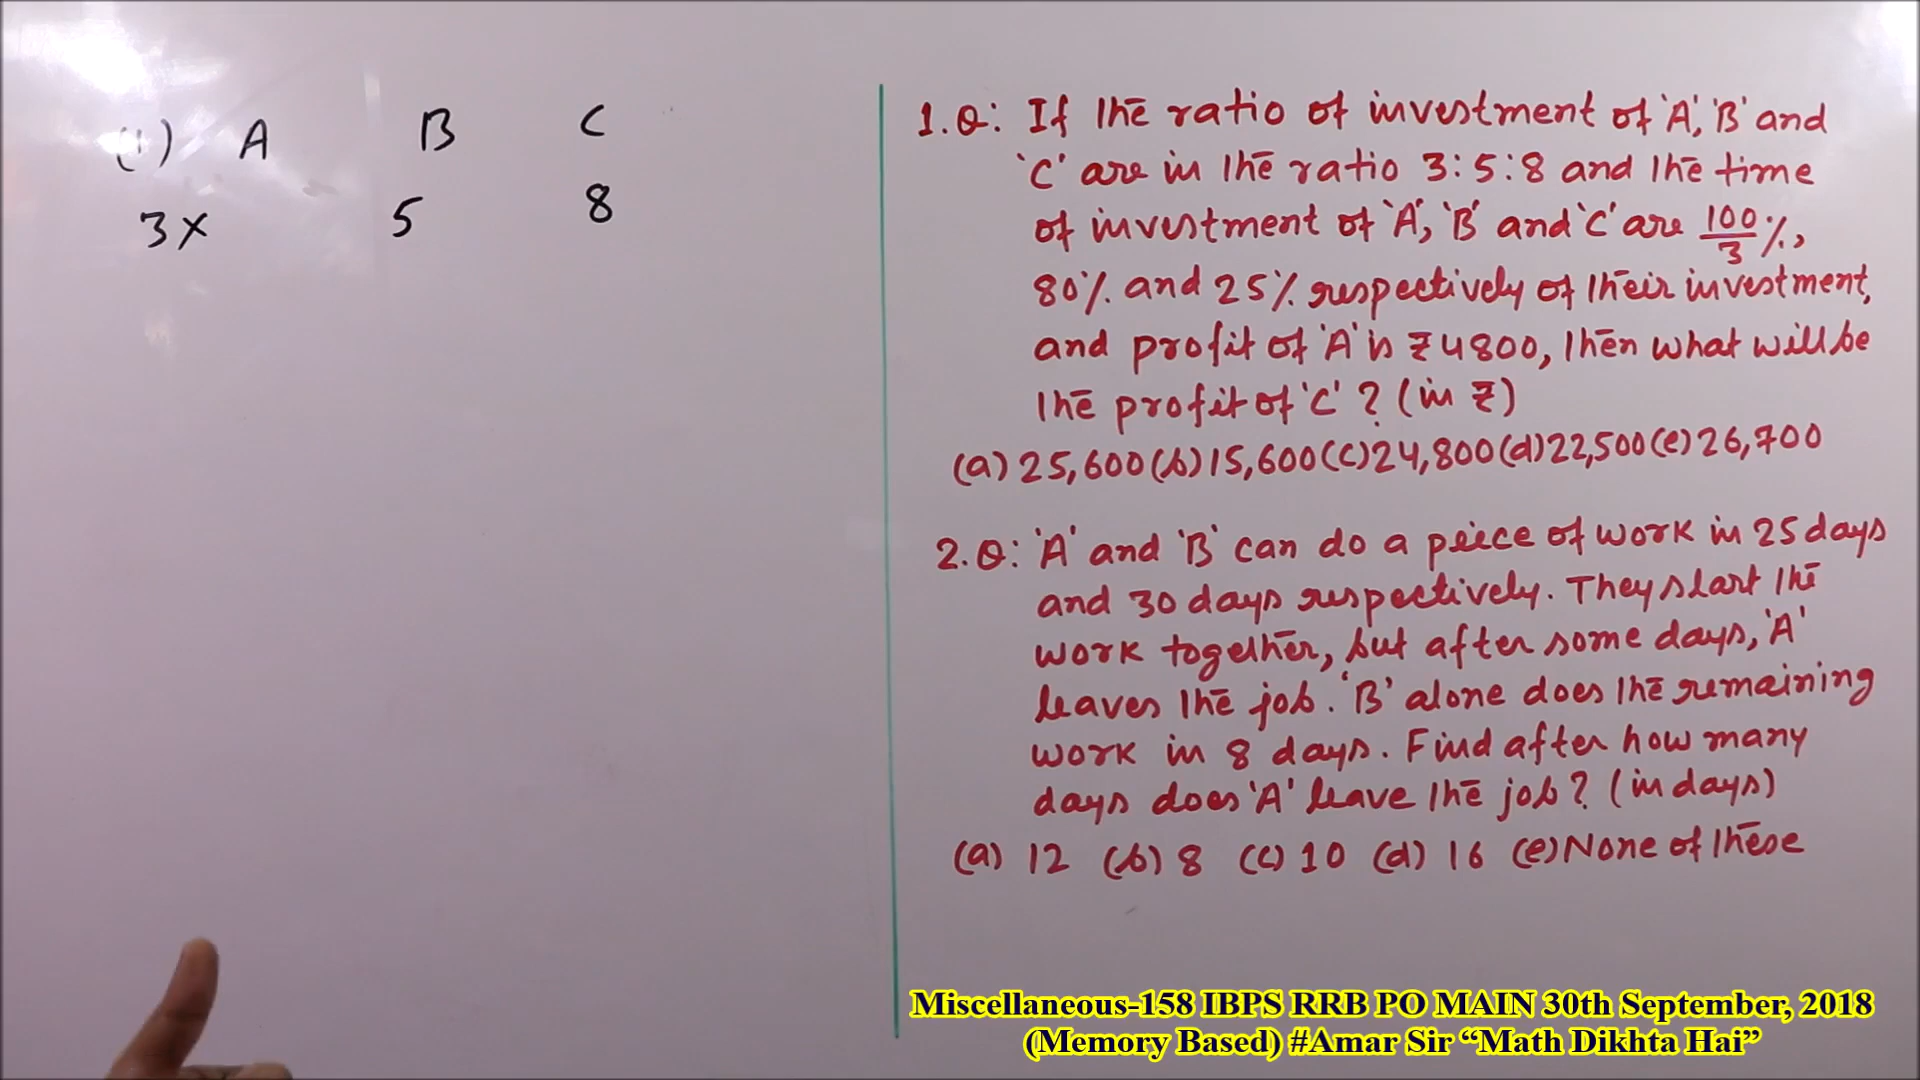 (1) A B C
3x 5 8
1.Q: If the ratio of investment of 'A', 'B' and
'C' are in the ratio 3:5:8 and the time
of investment of 'A', 'B' and 'C' are 100/3 %,
80% and 25% respectively of their investment,
and profit of 'A' is ₹4800, then what will be
the profit of 'C' ? (in ₹)
(a) 25,600 (b) 15,600 (c) 24,800 (d) 22,500 (e) 26,700
2.Q: 'A' and 'B' can do a piece of work in 25 days
and 30 days respectively. They start the
work together, but after some days, 'A'
leaves the job. 'B' alone does the remaining
work in 8 days. Find after how many
days does 'A' leave the job? (in days)
(a) 12 (b) 8 (c) 10 (d) 16 (e) None of these
Miscellaneous-158 IBPS RRB PO MAIN 30th September, 2018
(Memory Based) #Amar Sir “Math Dikhta Hai”